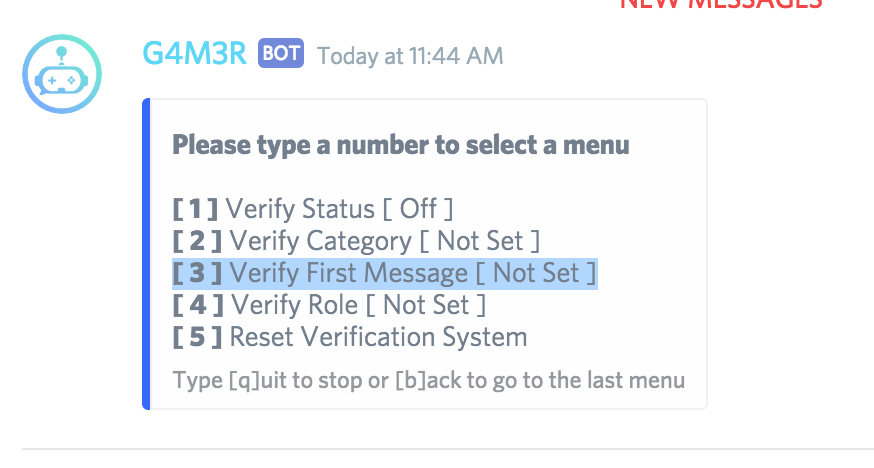 NEW MESSAGES
G4M3R BOT Today at 11:44 AM
Please type a number to select a menu
[ 1 ] Verify Status [ Off ]
[ 2 ] Verify Category [ Not Set ]
[ 3 ] Verify First Message [ Not Set ]
[ 4 ] Verify Role [ Not Set ]
[ 5 ] Reset Verification System
Type [q]uit to stop or [b]ack to go to the last menu